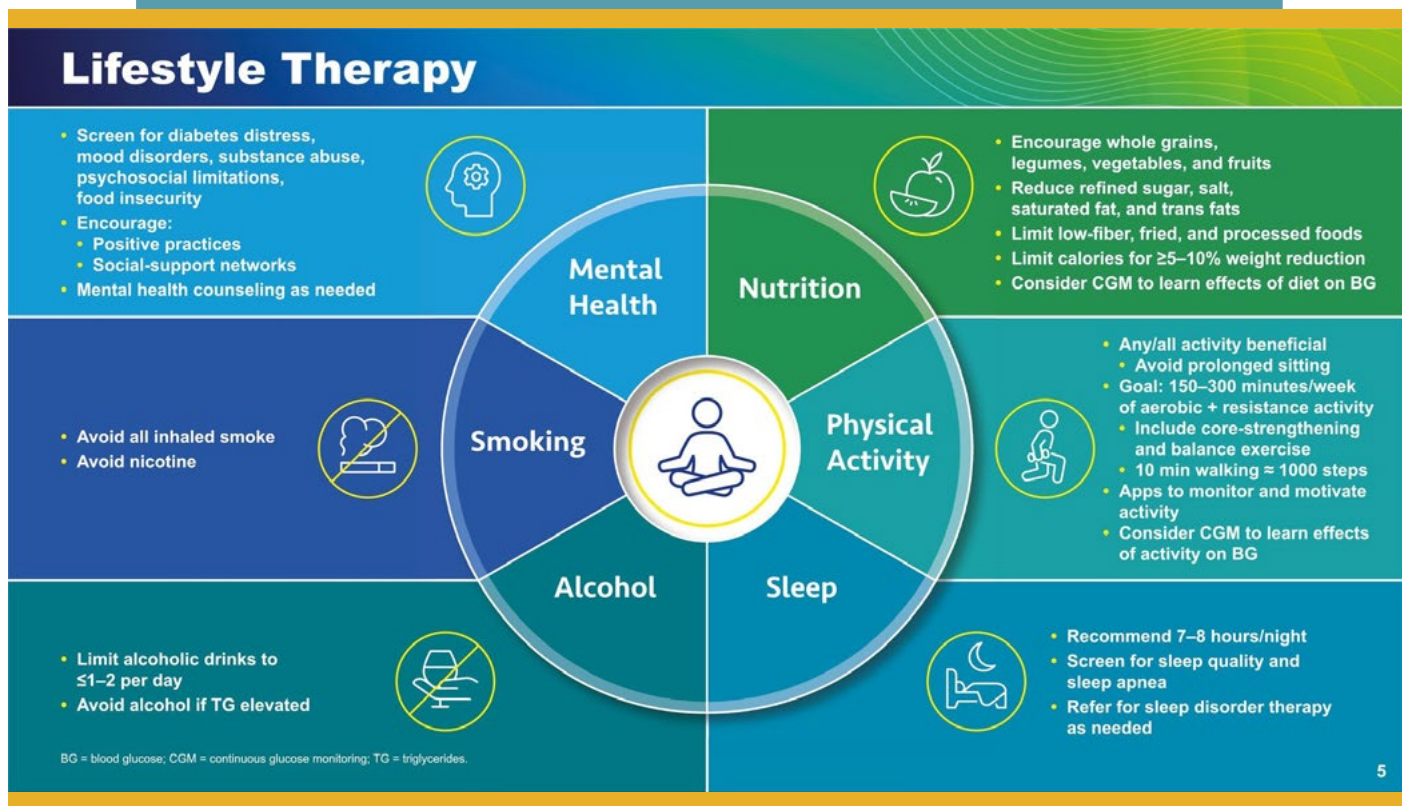 Lifestyle Therapy
• Screen for diabetes distress,
mood disorders, substance abuse,
psychosocial limitations,
food insecurity
• Encourage:
• Positive practices
• Social-support networks
• Mental health counseling as needed
Mental
Health
Nutrition
• Encourage whole grains,
legumes, vegetables, and fruits
• Reduce refined sugar, salt,
saturated fat, and trans fats
• Limit low-fiber, fried, and processed foods
• Limit calories for ≥5–10% weight reduction
• Consider CGM to learn effects of diet on BG
• Avoid all inhaled smoke
• Avoid nicotine
Smoking
Physical
Activity
• Any/all activity beneficial
• Avoid prolonged sitting
• Goal: 150–300 minutes/week
of aerobic + resistance activity
• Include core-strengthening
and balance exercise
• 10 min walking ≈ 1000 steps
• Apps to monitor and motivate
activity
• Consider CGM to learn effects
of activity on BG
• Limit alcoholic drinks to
≤1–2 per day
• Avoid alcohol if TG elevated
Alcohol
Sleep
• Recommend 7–8 hours/night
• Screen for sleep quality and
sleep apnea
• Refer for sleep disorder therapy
as needed
BG = blood glucose; CGM = continuous glucose monitoring; TG = triglycerides.
5